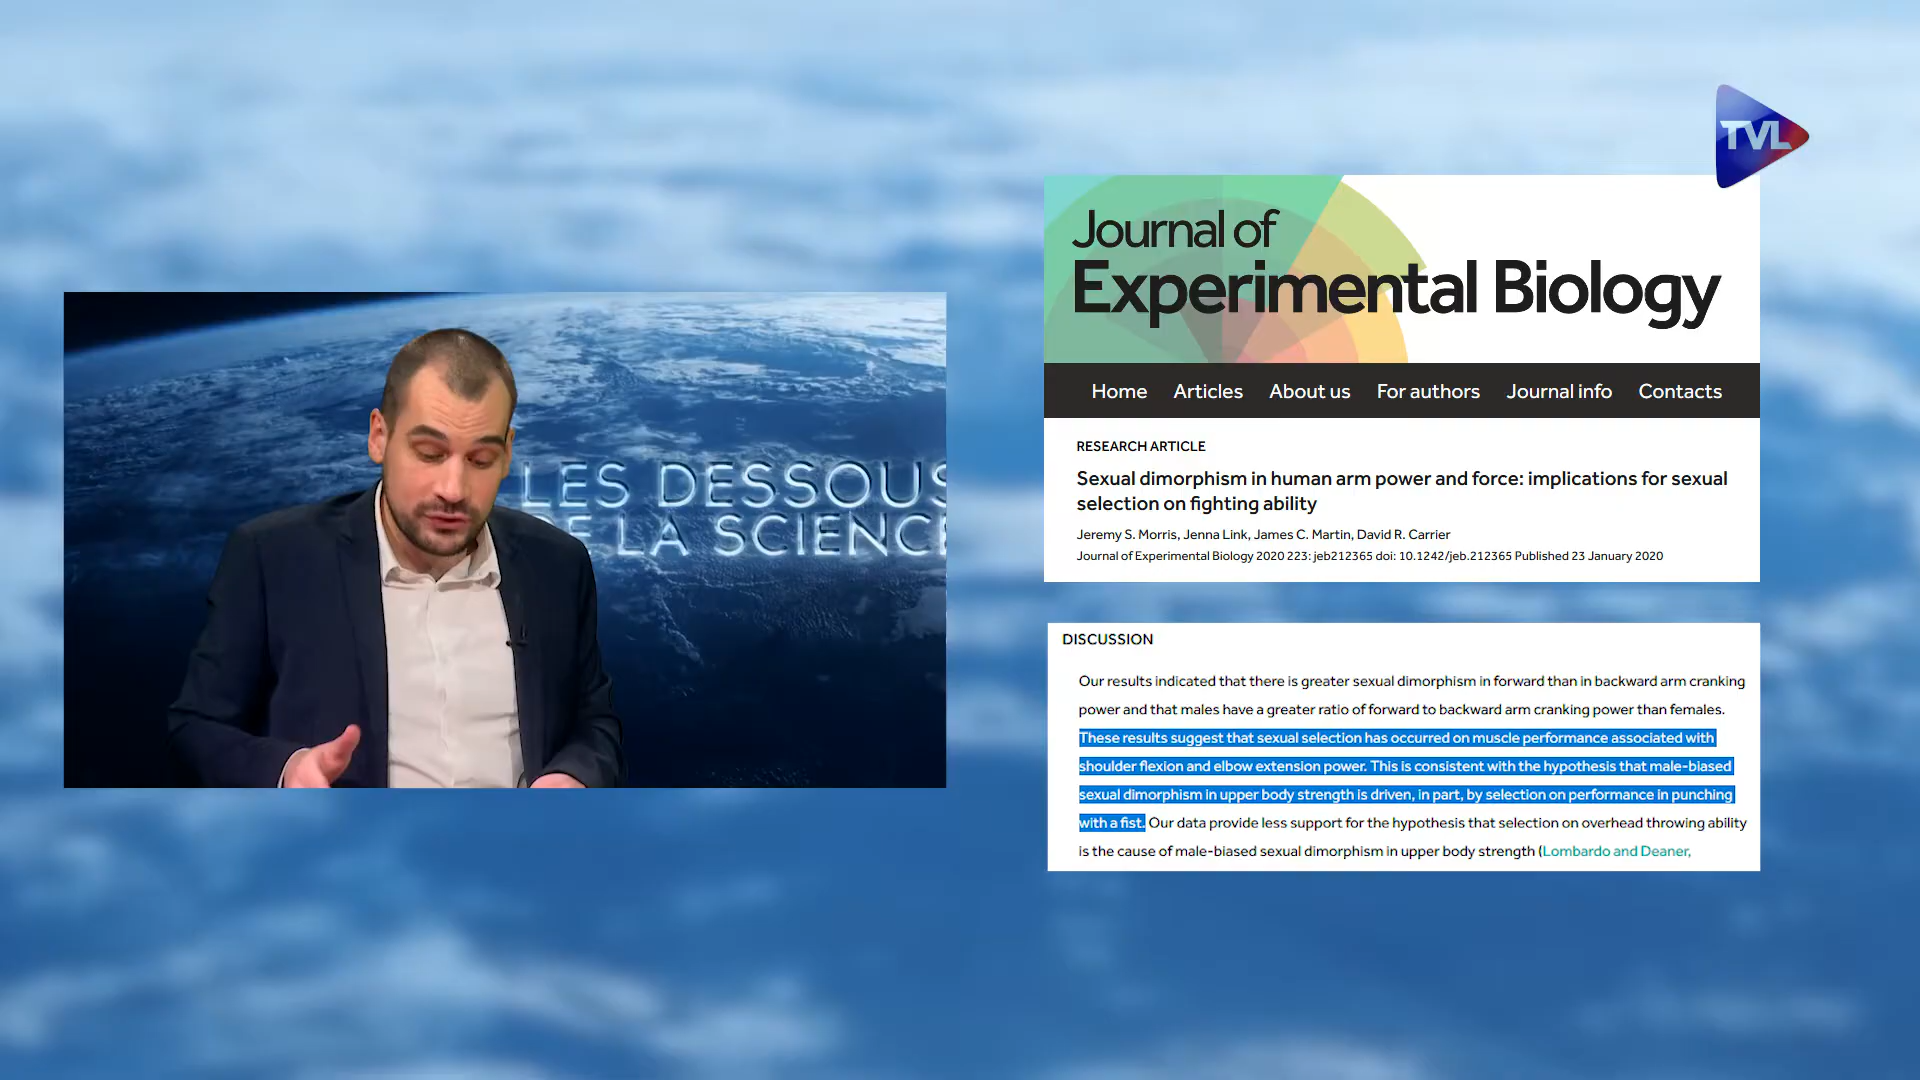 TVL
Journal of
Experimental Biology
Home Articles About us For authors Journal info Contacts
RESEARCH ARTICLE
Sexual dimorphism in human arm power and force: implications for sexual
selection on fighting ability
Jeremy S. Morris, Jenna Link, James C. Martin, David R. Carrier
Journal of Experimental Biology 2020 223: jeb212365 doi: 10.1242/jeb.212365 Published 23 January 2020
LES DESSOUS
DE LA SCIENCE
DISCUSSION
Our results indicated that there is greater sexual dimorphism in forward than in backward arm cranking
power and that males have a greater ratio of forward to backward arm cranking power than females.
These results suggest that sexual selection has occurred on muscle performance associated with
shoulder flexion and elbow extension power. This is consistent with the hypothesis that male-biased
sexual dimorphism in upper body strength is driven, in part, by selection on performance in punching
with a fist. Our data provide less support for the hypothesis that selection on overhead throwing ability
is the cause of male-biased sexual dimorphism in upper body strength (Lombardo and Deaner,